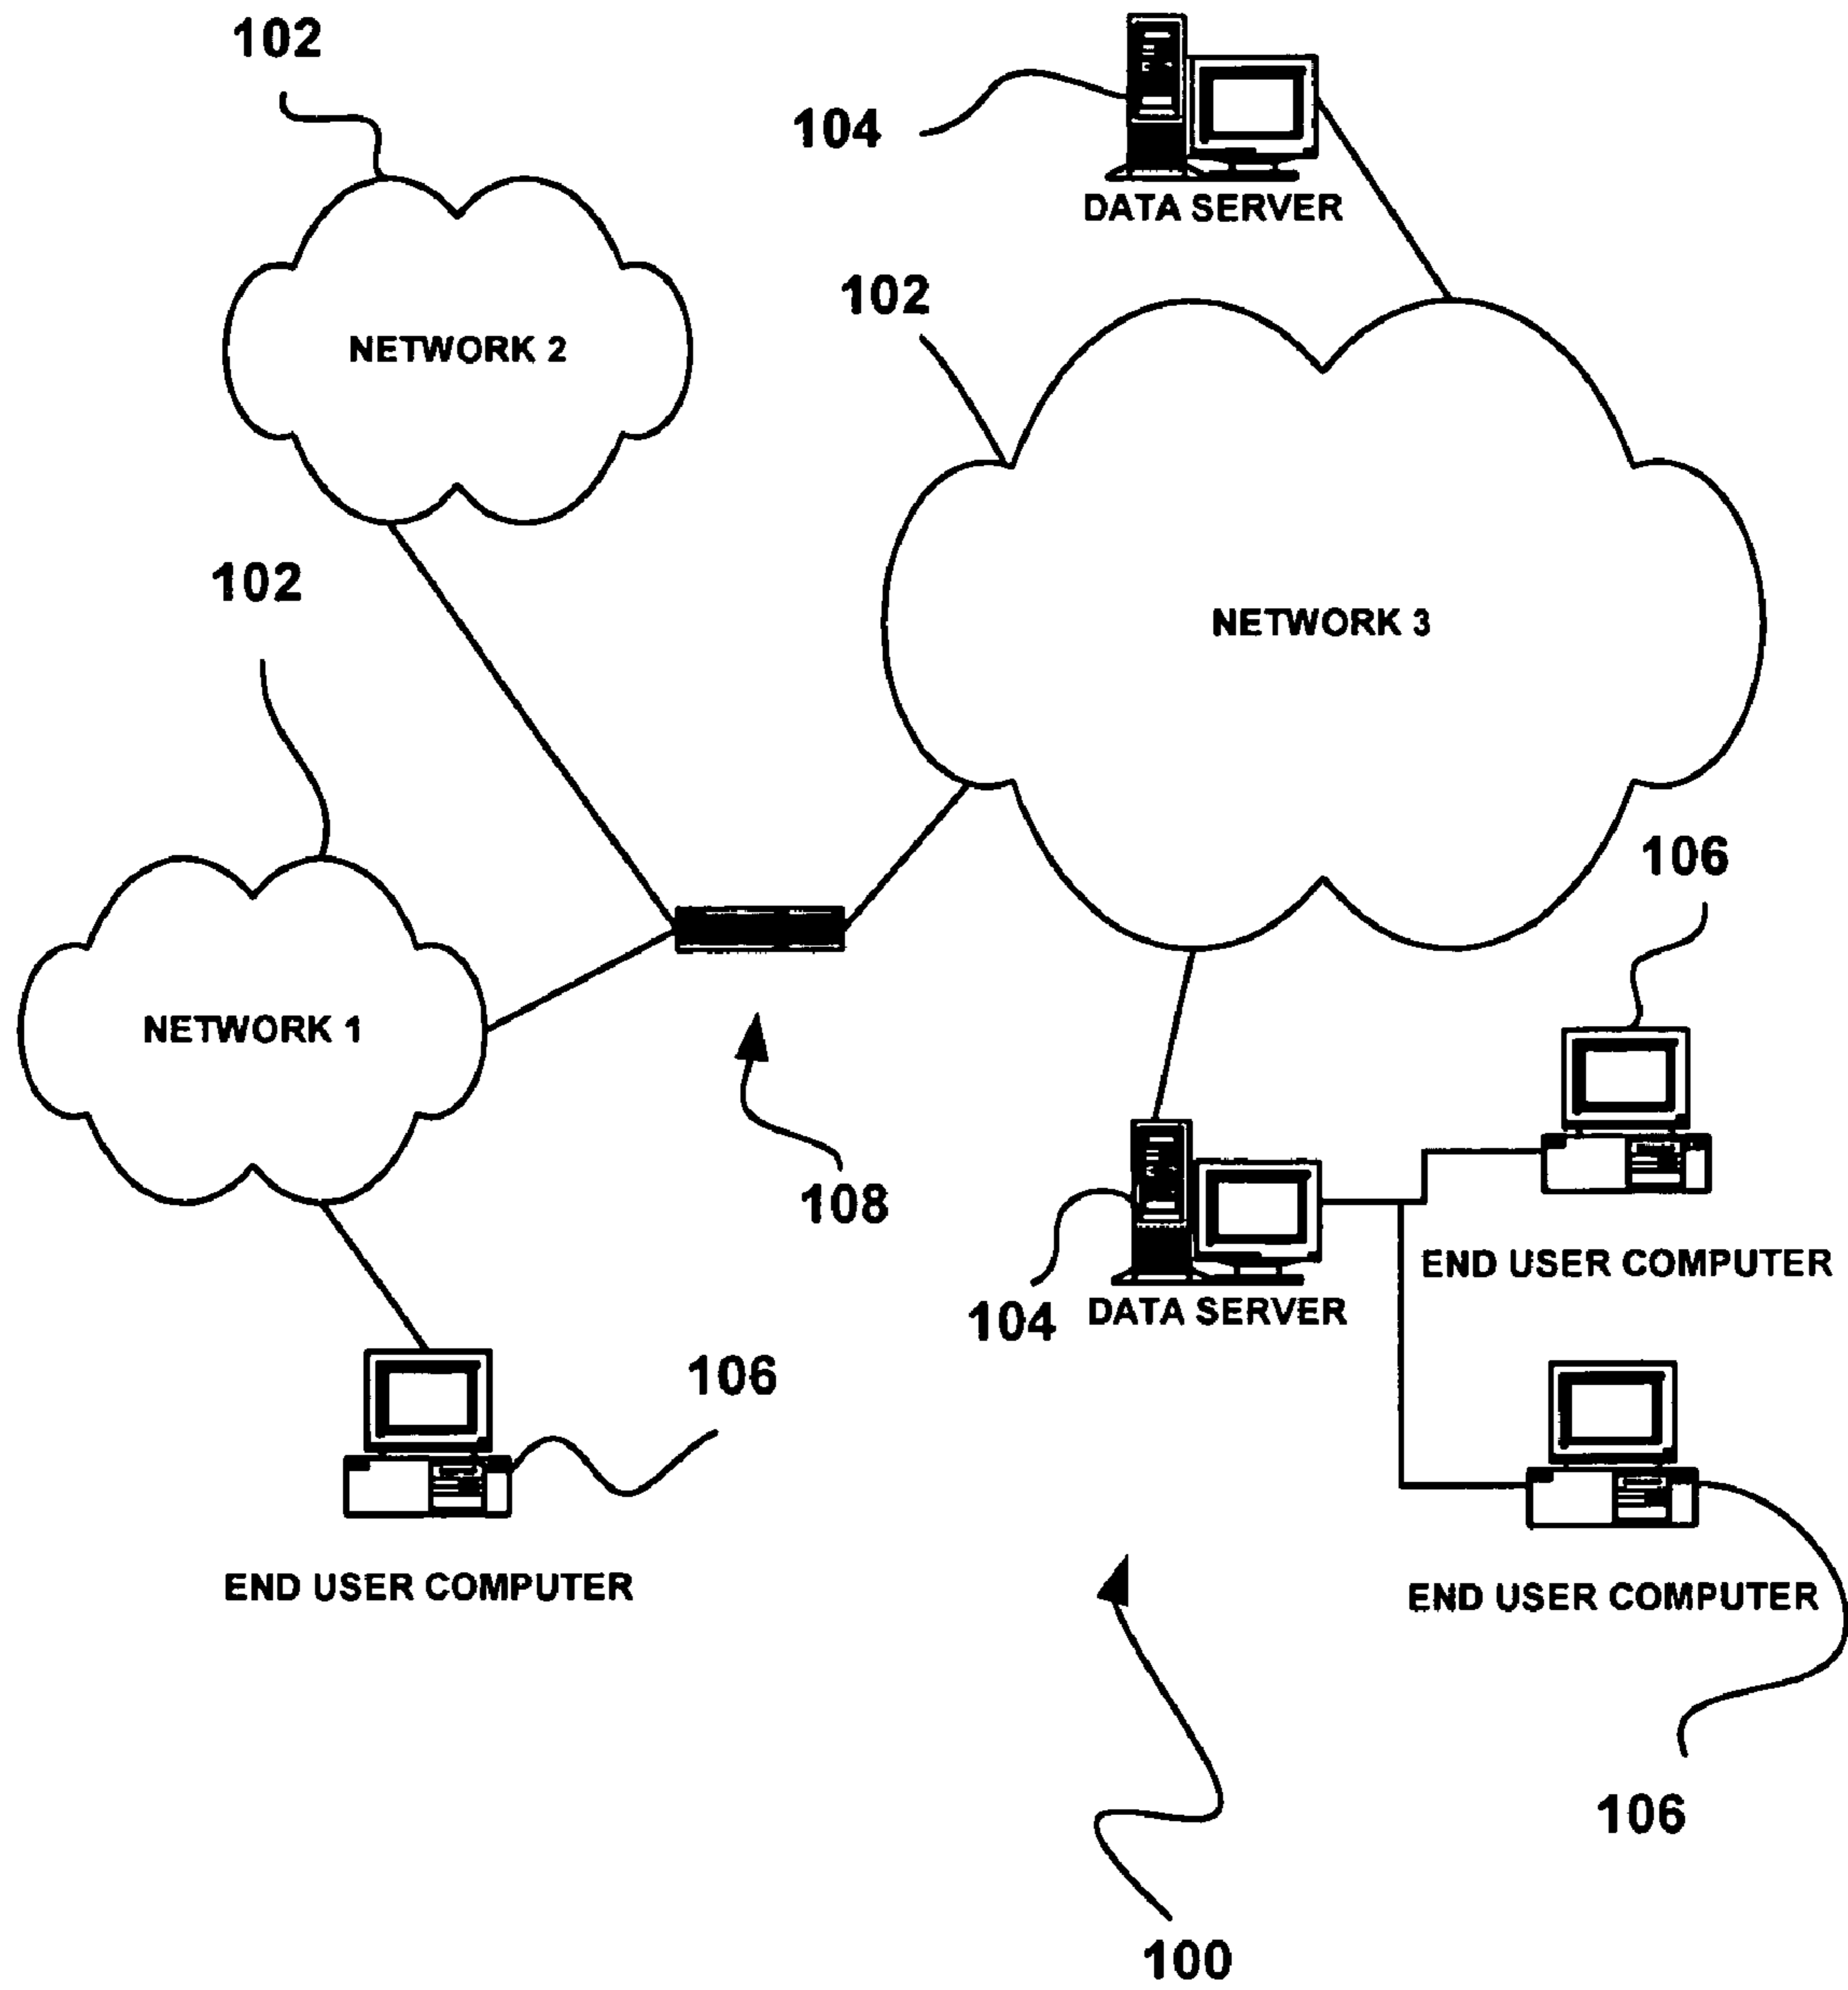 102
104
DATA SERVER
102
NETWORK 2
102
NETWORK 3
106
NETWORK 1
108
END USER COMPUTER
104
DATA SERVER
106
END USER COMPUTER
END USER COMPUTER
106
100